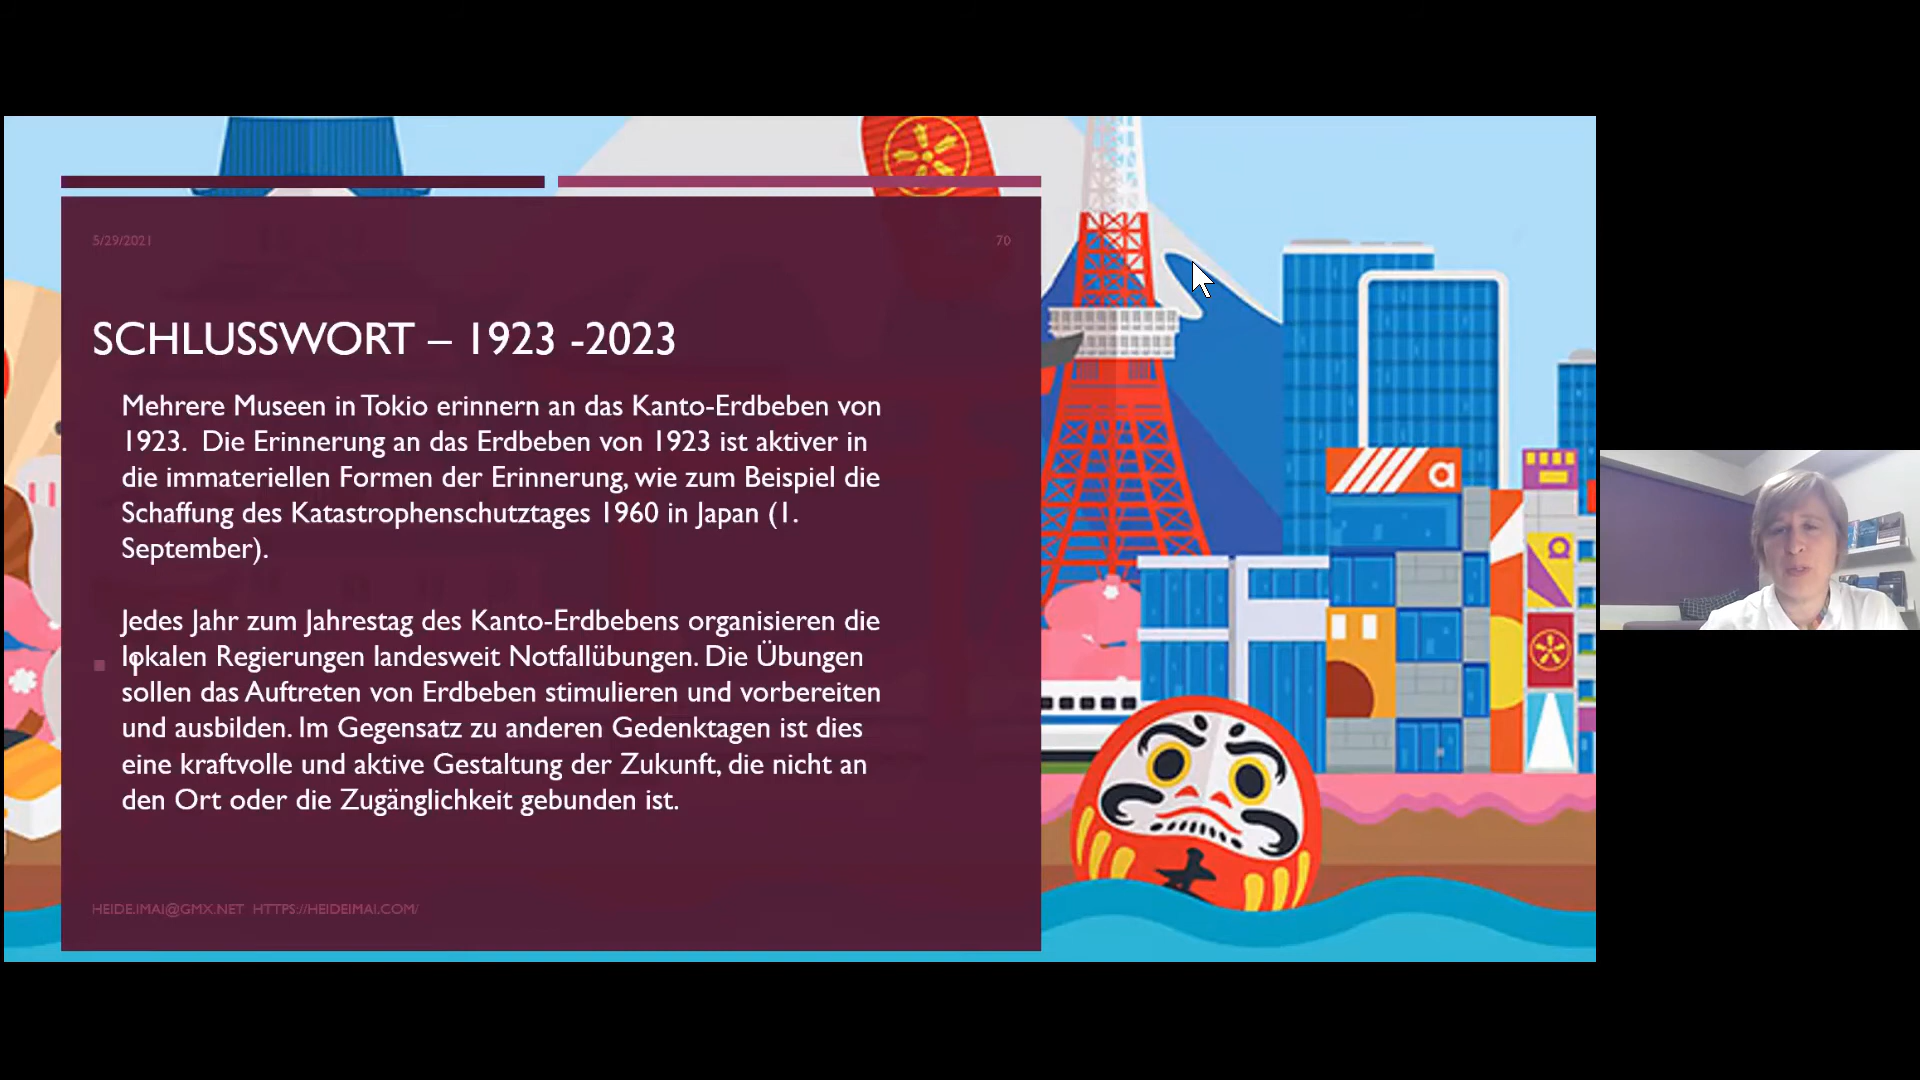 5/29/2021
70
SCHLUSSWORT – 1923 -2023
Mehrere Museen in Tokio erinnern an das Kanto-Erdbeben von
1923. Die Erinnerung an das Erdbeben von 1923 ist aktiver in
die immateriellen Formen der Erinnerung, wie zum Beispiel die
Schaffung des Katastrophenschutztages 1960 in Japan (1.
September).
Jedes Jahr zum Jahrestag des Kanto-Erdbebens organisieren die
lokalen Regierungen landesweit Notfallübungen. Die Übungen
sollen das Auftreten von Erdbeben stimulieren und vorbereiten
und ausbilden. Im Gegensatz zu anderen Gedenktagen ist dies
eine kraftvolle und aktive Gestaltung der Zukunft, die nicht an
den Ort oder die Zugänglichkeit gebunden ist.
HEIDE.IMAI@GMX.NET HTTPS://HEIDEIMAI.COM/
a